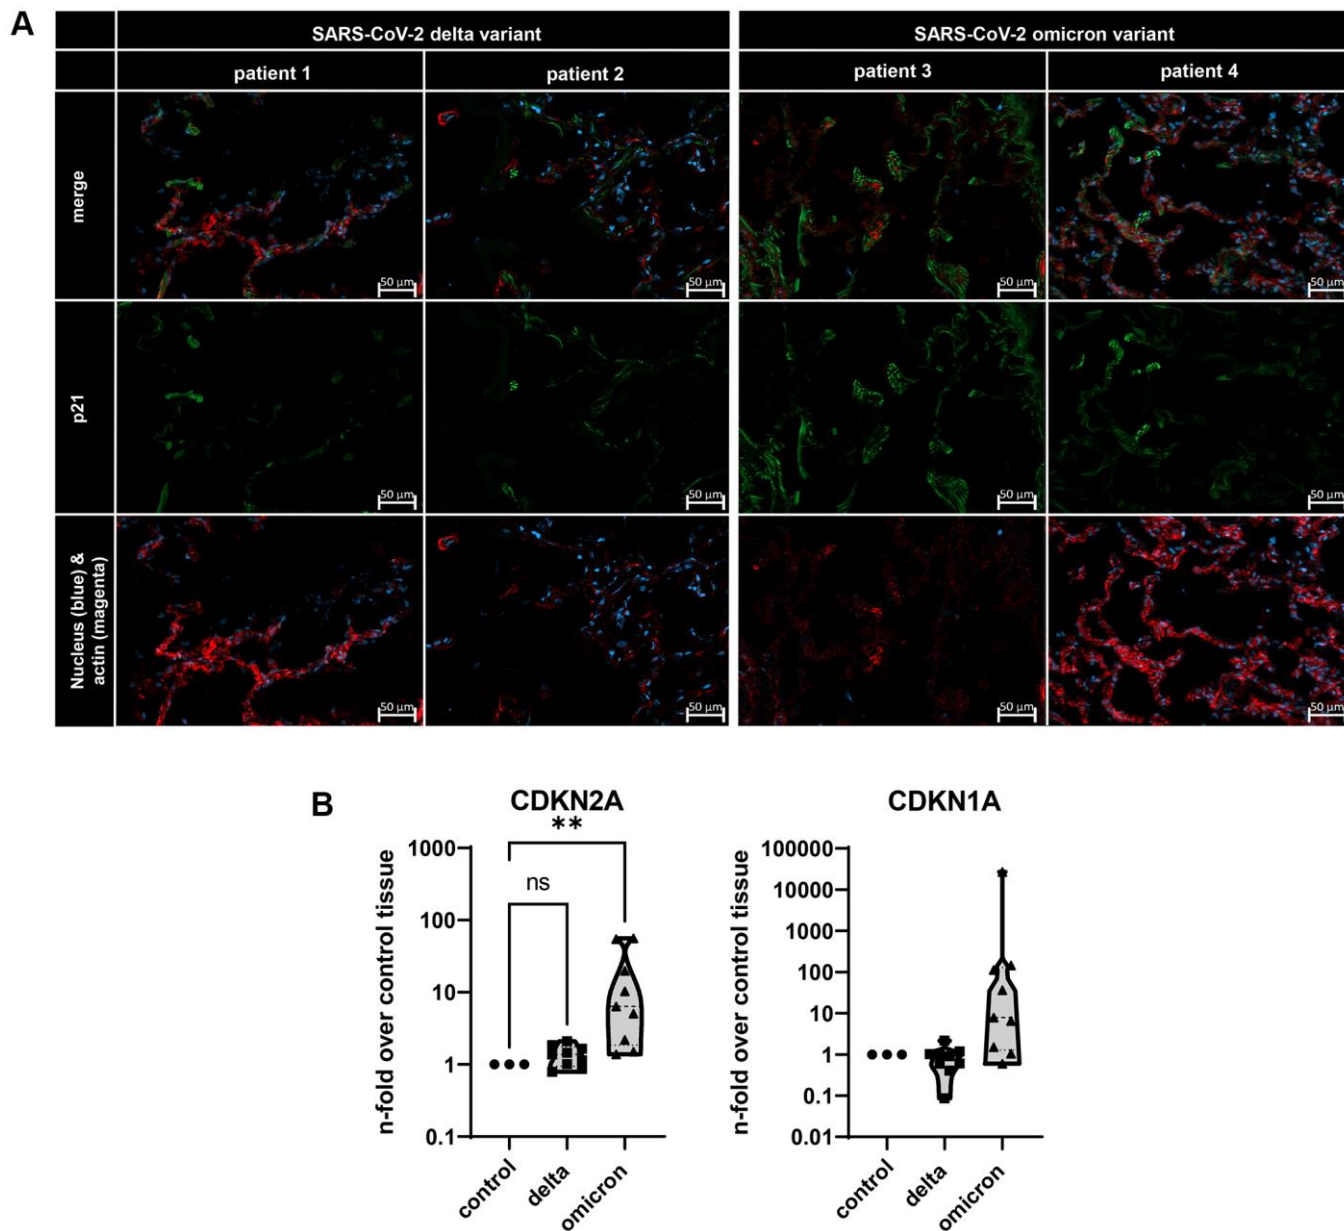 A
SARS-CoV-2 delta variant
SARS-CoV-2 omicron variant
patient 1
patient 2
patient 3
patient 4
merge
50 µm
50 µm
50 µm
50 µm
p21
50 µm
50 µm
50 µm
50 µm
Nucleus (blue) &
actin (magenta)
50 µm
50 µm
50 µm
50 µm
B
CDKN2A
**
ns
n-fold over control tissue
1000
100
10
1
0.1
control
delta
omicron
CDKN1A
n-fold over control tissue
100000
10000
1000
100
10
1
0.1
0.01
control
delta
omicron